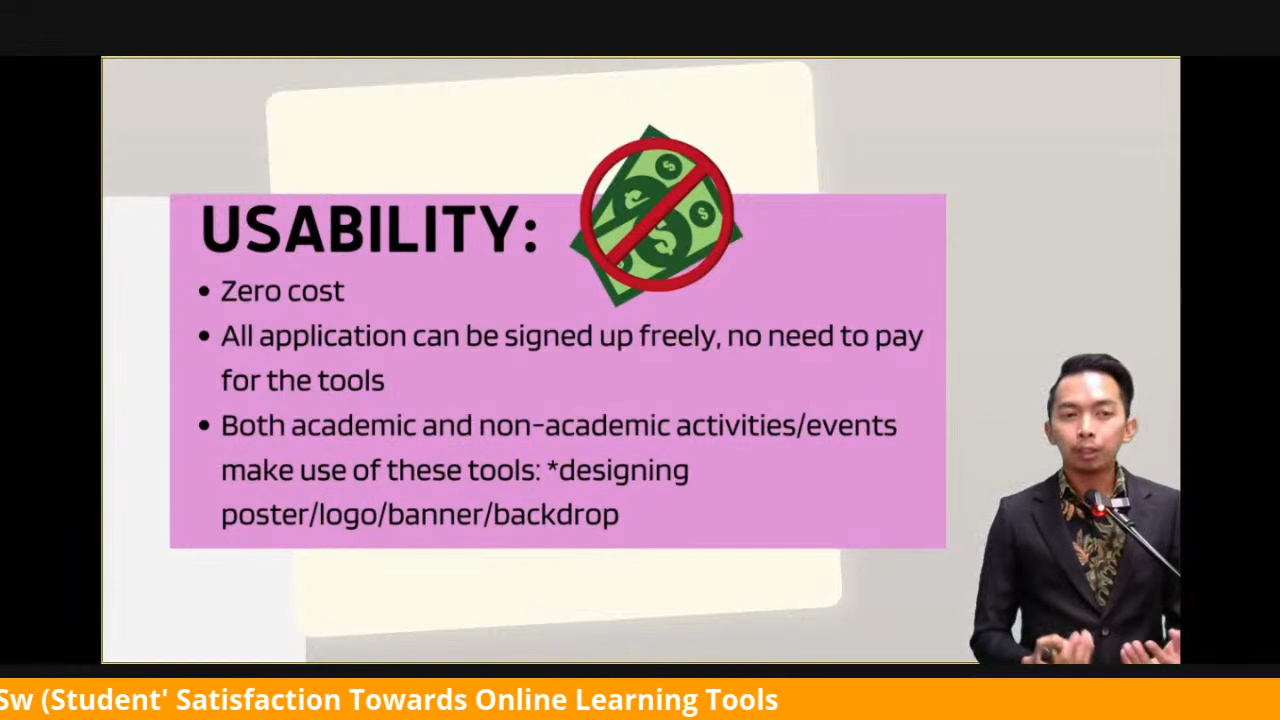 USABILITY:
Zero cost
All application can be signed up freely, no need to pay
for the tools
Both academic and non-academic activities/events
make use of these tools: *designing
poster/logo/banner/backdrop
Sw (Student' Satisfaction Towards Online Learning Tools